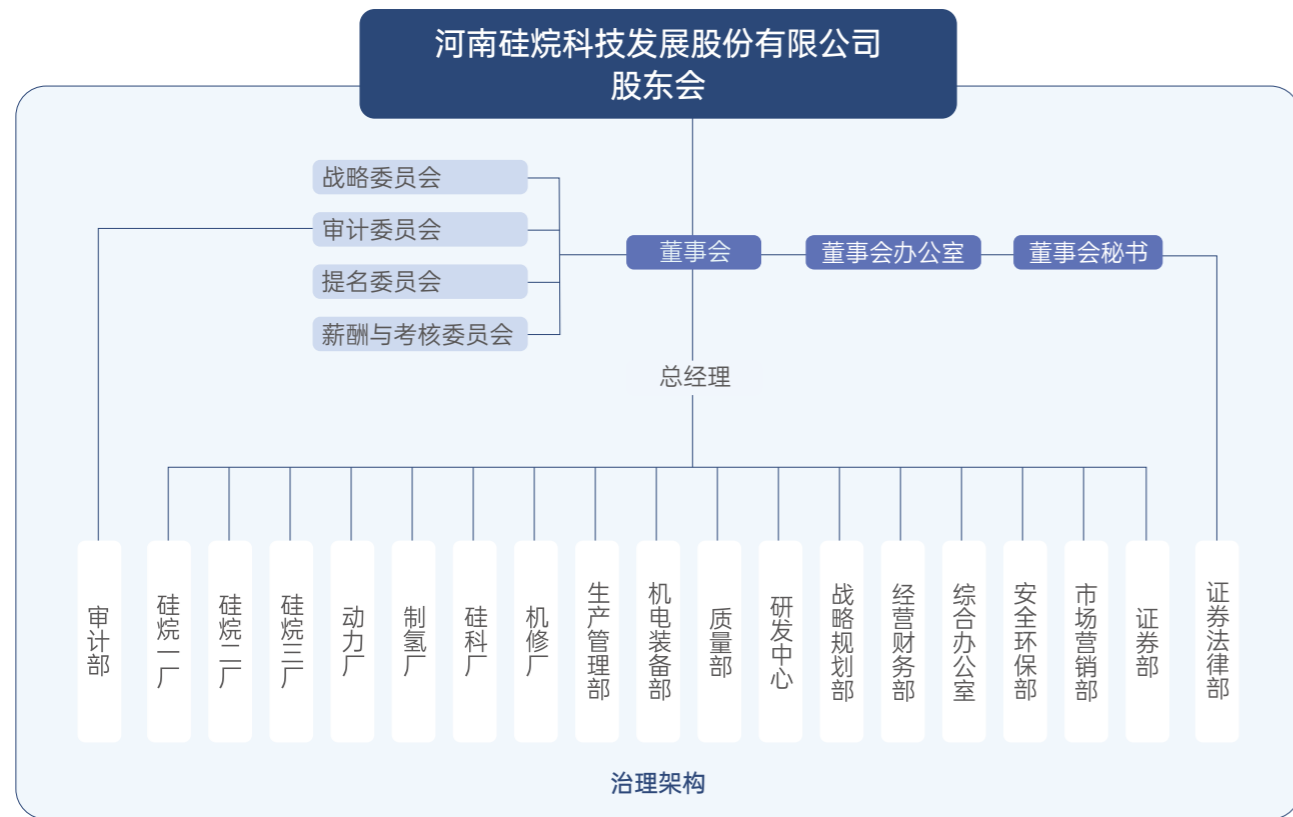 河南硅烷科技发展股份有限公司
股东会
战略委员会
审计委员会
提名委员会
薪酬与考核委员会
董事会
董事会办公室
董事会秘书
总经理
审计部
硅烷一厂
硅烷二厂
硅烷三厂
动力厂
制氢厂
硅科厂
机修厂
生产管理部
机电装备部
质量部
研发中心
战略规划部
经营财务部
综合办公室
安全环保部
市场营销部
证券部
证券法律部
治理架构